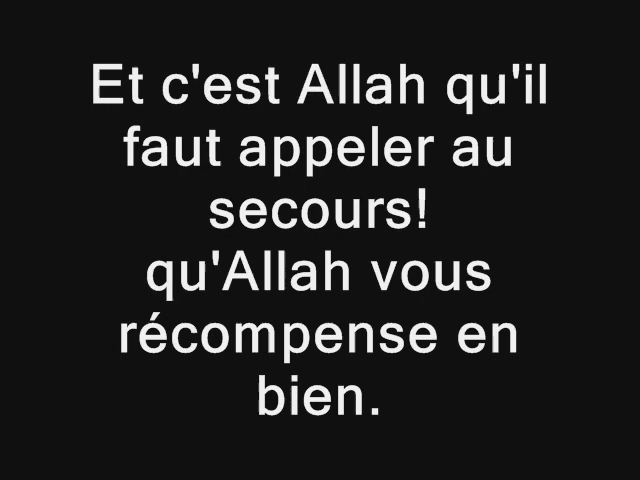 Et c'est Allah qu'il
faut appeler au
secours!
qu'Allah vous
récompense en
bien.